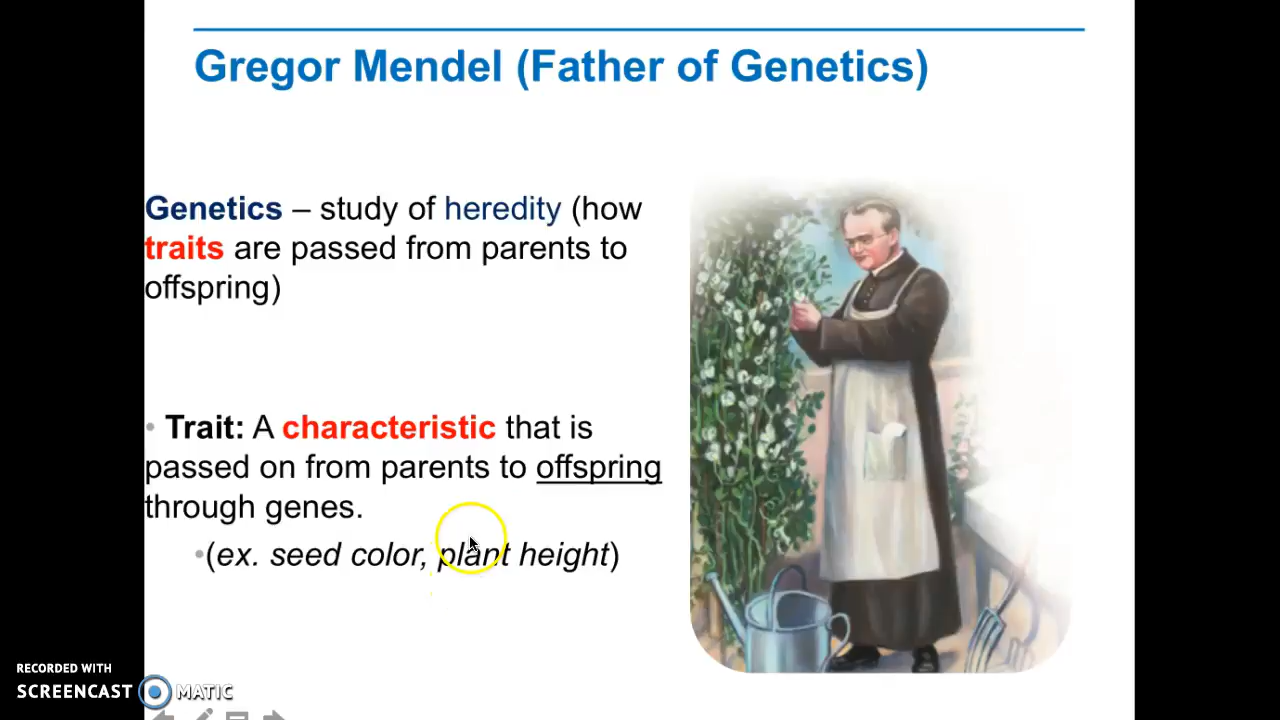 Gregor Mendel (Father of Genetics)
Genetics – study of heredity (how
traits are passed from parents to
offspring)
• Trait: A characteristic that is
passed on from parents to offspring
through genes.
•(ex. seed color, plant height)
RECORDED WITH
SCREENCAST MATIC